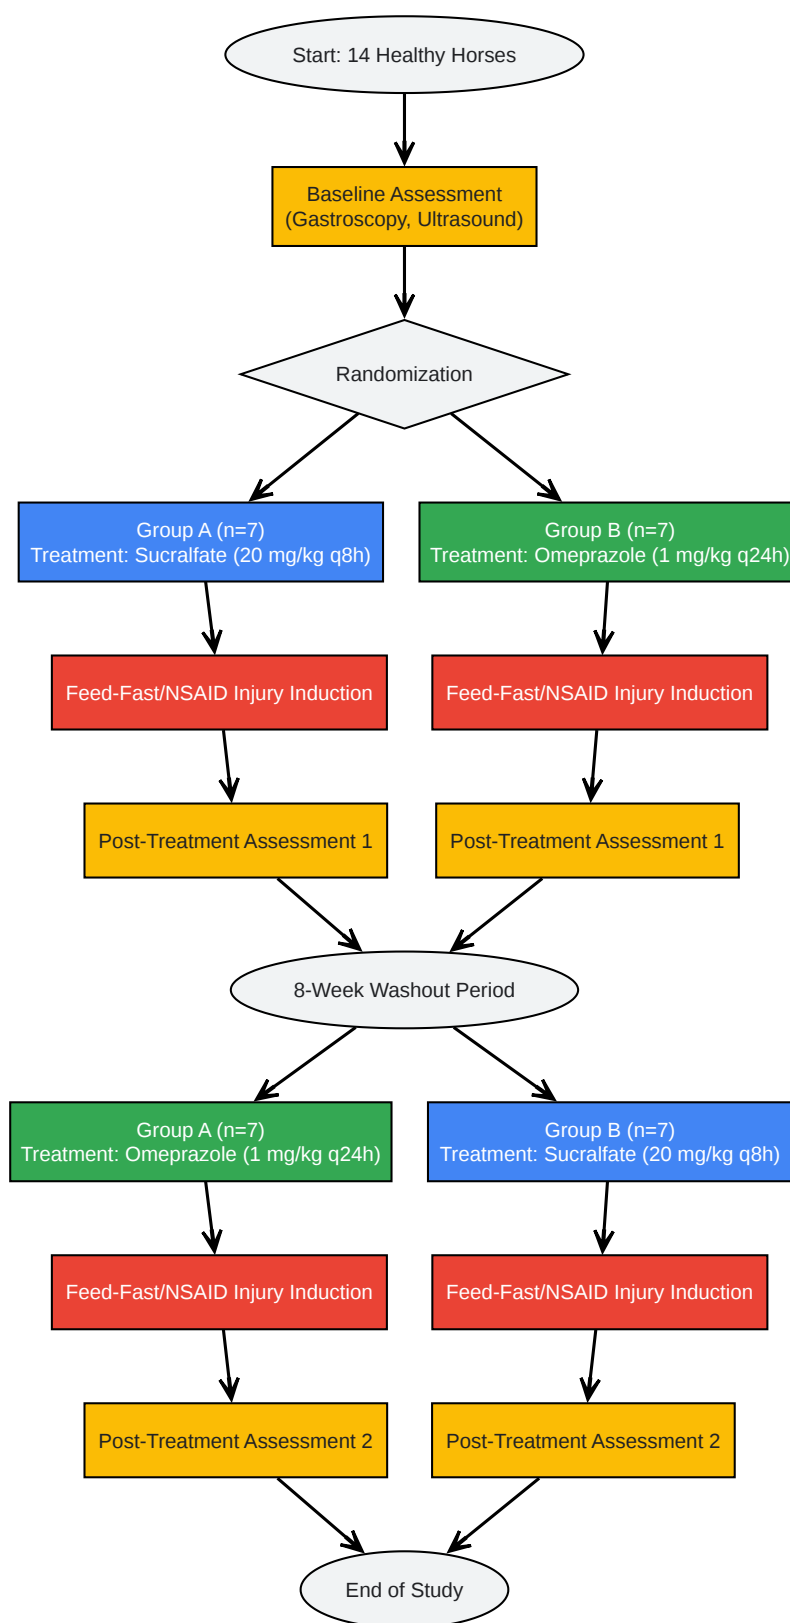 Start: 14 Healthy Horses
Baseline Assessment
(Gastroscopy, Ultrasound)
Randomization
Group A (n=7)
Treatment: Sucralfate (20 mg/kg q8h)
Group B (n=7)
Treatment: Omeprazole (1 mg/kg q24h)
Feed-Fast/NSAID Injury Induction
Feed-Fast/NSAID Injury Induction
Post-Treatment Assessment 1
Post-Treatment Assessment 1
8-Week Washout Period
Group A (n=7)
Treatment: Omeprazole (1 mg/kg q24h)
Group B (n=7)
Treatment: Sucralfate (20 mg/kg q8h)
Feed-Fast/NSAID Injury Induction
Feed-Fast/NSAID Injury Induction
Post-Treatment Assessment 2
Post-Treatment Assessment 2
End of Study